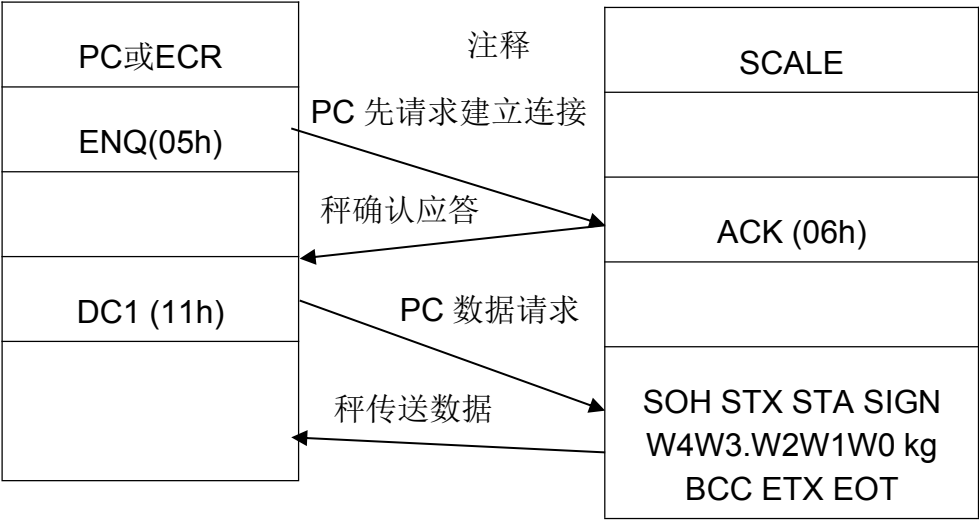 PC或ECR
注释
SCALE
PC 先请求建立连接
ENQ(05h)
秤确认应答
ACK (06h)
DC1 (11h)
PC 数据请求
秤传送数据
SOH STX STA SIGN
W4W3.W2W1W0 kg
BCC ETX EOT